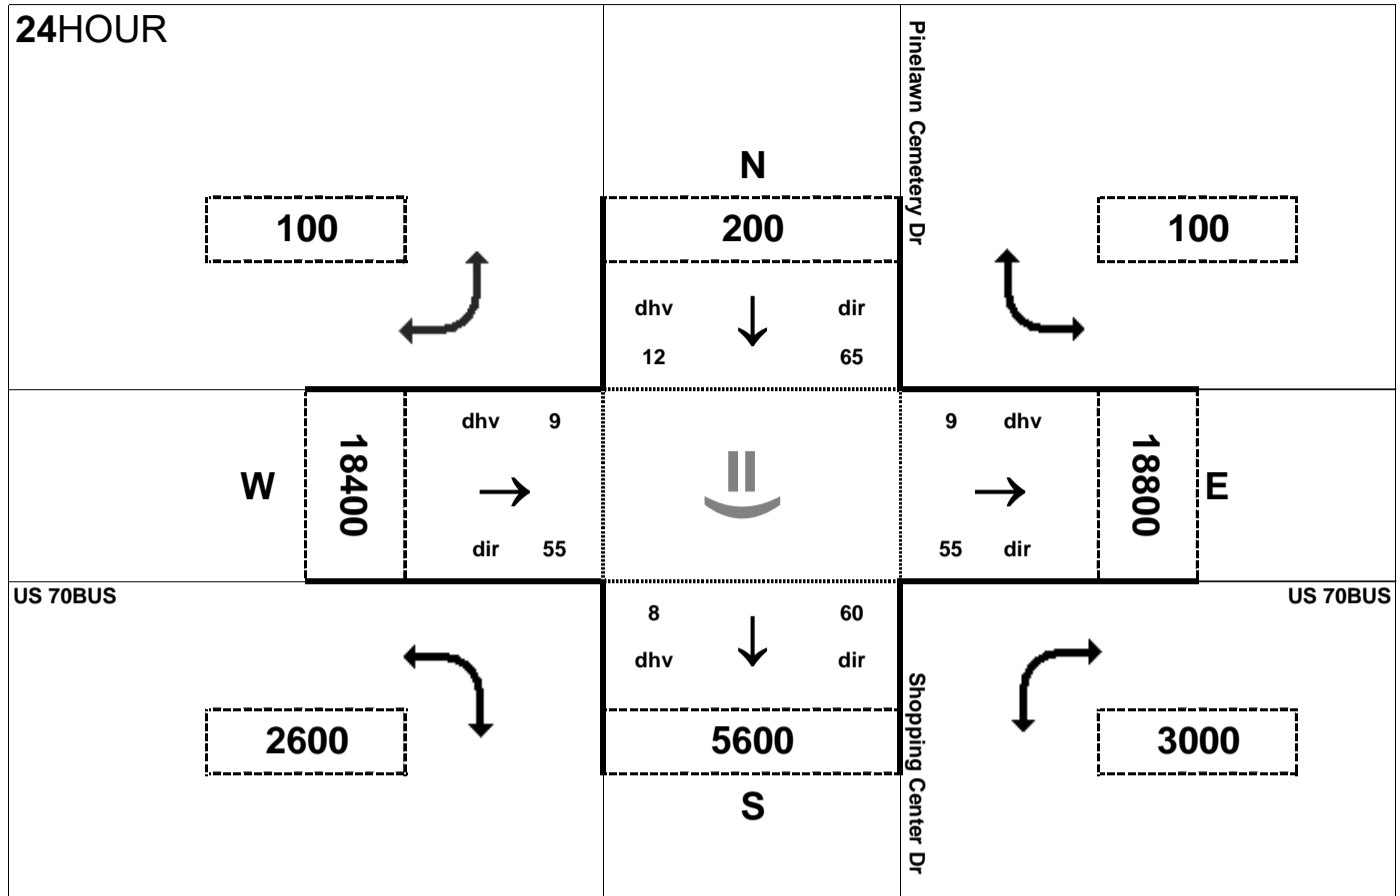 24HOUR
Pinelawn Cemetery Dr
N
100
200
100
dhv
dir
12
65
dhv 9
9 dhv
W
18400
18800
E
dir 55
55 dir
US 70BUS
US 70BUS
8
60
dhv
dir
Shopping Center Dr
2600
5600
3000
S